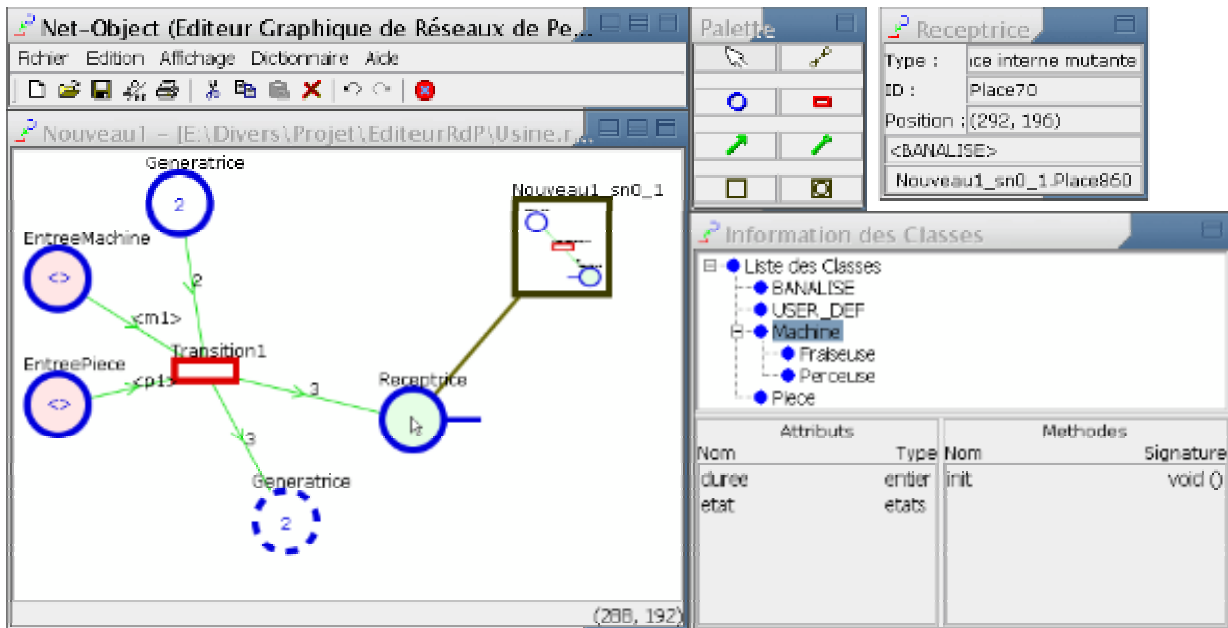 Net-Object (Editeur Graphique de Réseaux de Pe...
Fichier Edition Affichage Dictionnaire Aide
Nouveau1 - [E:\Divers\Projet\EditeurRdP\Usine.r...
Generatrice
2
EntreeMachine
<>
<m1>
2
EntreePiece
<>
<p1>
Transition1
3
3
Receptrice
Nouveau1_sn0_1
Generatrice
2
(288, 192)
Palette
Receptrice
Type : ice interne mutante
ID : Place70
Position : (292, 196)
<BANALISE>
Nouveau1_sn0_1.Place860
Information des Classes
Liste des Classes
BANALISE
USER_DEF
Machine
Fraiseuse
Perceuse
Piece
Attributs
Nom Type
duree entier
etat etats
Methodes
Nom Signature
init void ()